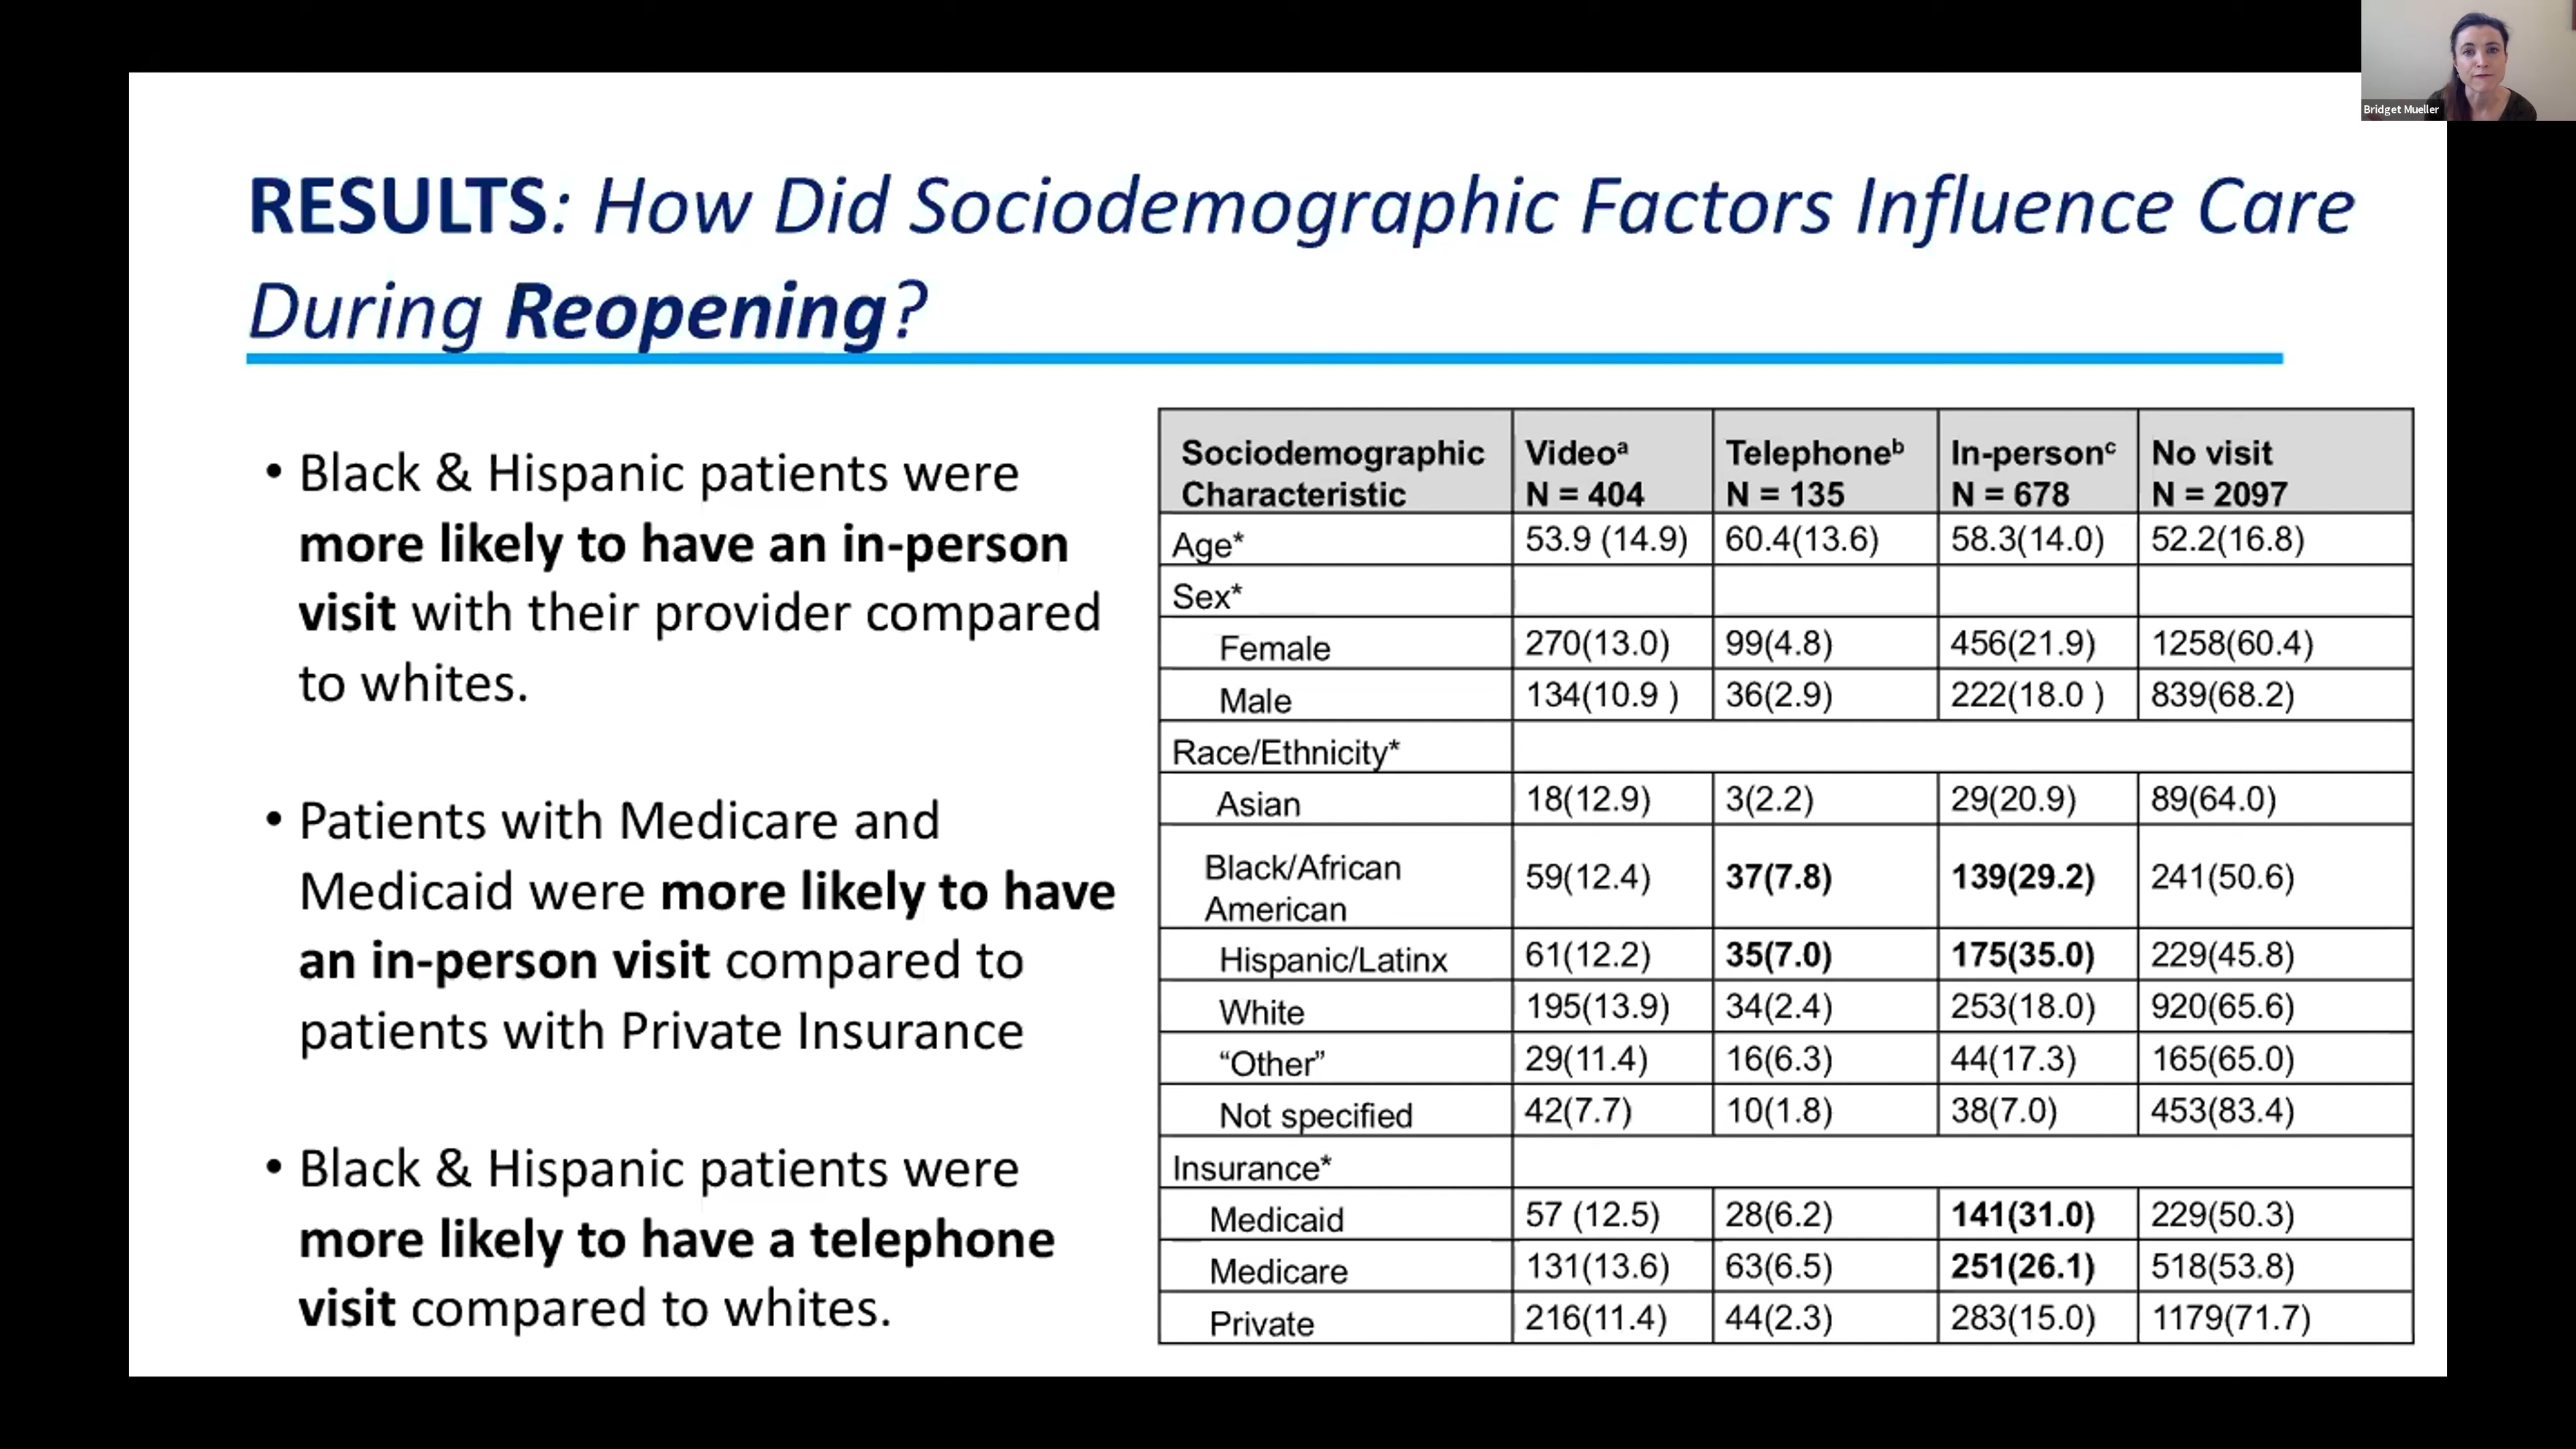 Bridget Mueller
RESULTS: How Did Sociodemographic Factors Influence Care
During Reopening?
• Black & Hispanic patients were
more likely to have an in-person
visit with their provider compared
to whites.
• Patients with Medicare and
Medicaid were more likely to have
an in-person visit compared to
patients with Private Insurance
• Black & Hispanic patients were
more likely to have a telephone
visit compared to whites.
Sociodemographic Characteristic Videoᵃ N = 404 Telephoneᵇ N = 135 In-personᶜ N = 678 No visit N = 2097
Age* 53.9 (14.9) 60.4(13.6) 58.3(14.0) 52.2(16.8)
Sex*
Female 270(13.0) 99(4.8) 456(21.9) 1258(60.4)
Male 134(10.9 ) 36(2.9) 222(18.0 ) 839(68.2)
Race/Ethnicity*
Asian 18(12.9) 3(2.2) 29(20.9) 89(64.0)
Black/African American 59(12.4) 37(7.8) 139(29.2) 241(50.6)
Hispanic/Latinx 61(12.2) 35(7.0) 175(35.0) 229(45.8)
White 195(13.9) 34(2.4) 253(18.0) 920(65.6)
“Other” 29(11.4) 16(6.3) 44(17.3) 165(65.0)
Not specified 42(7.7) 10(1.8) 38(7.0) 453(83.4)
Insurance*
Medicaid 57 (12.5) 28(6.2) 141(31.0) 229(50.3)
Medicare 131(13.6) 63(6.5) 251(26.1) 518(53.8)
Private 216(11.4) 44(2.3) 283(15.0) 1179(71.7)